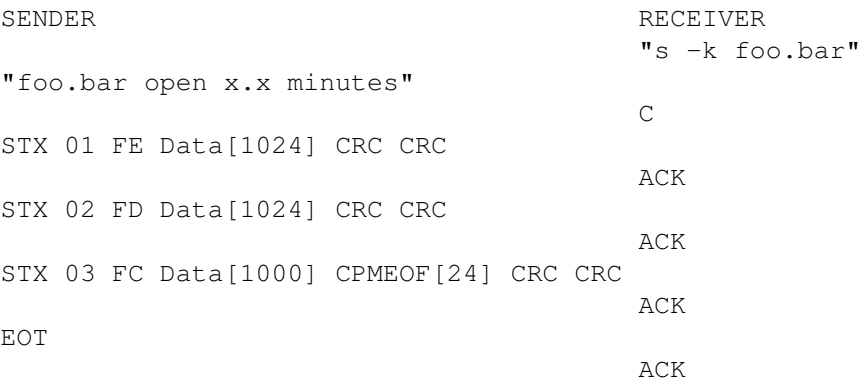 SENDER RECEIVER
"s -k foo.bar"
"foo.bar open x.x minutes"
C
STX 01 FE Data[1024] CRC CRC
ACK
STX 02 FD Data[1024] CRC CRC
ACK
STX 03 FC Data[1000] CPMEOF[24] CRC CRC
ACK
EOT
ACK